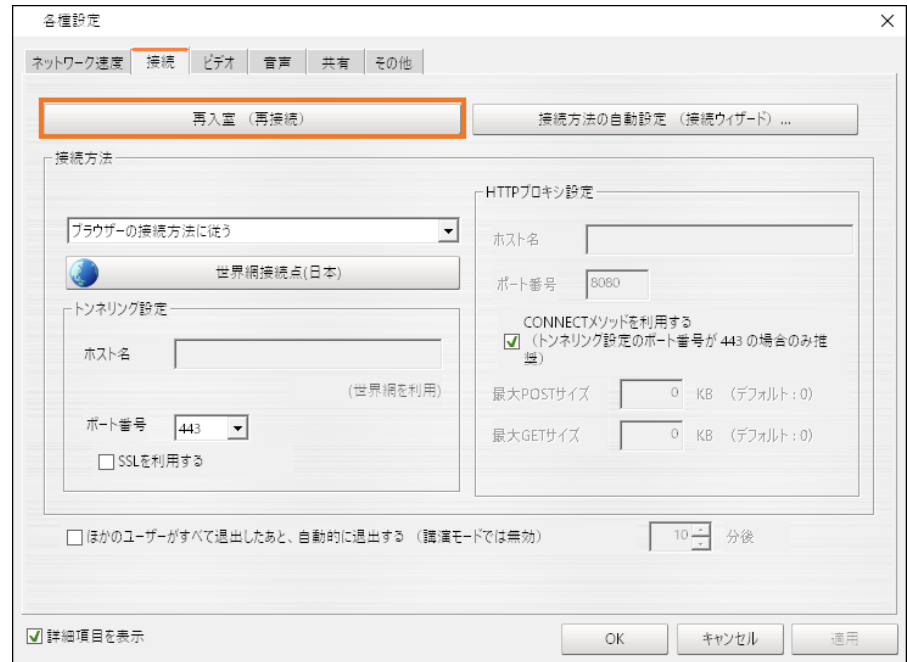 各種設定
ネットワーク速度 接続 ビデオ 音声 共有 その他
再入室 （再接続）
接続方法の自動設定 （接続ウィザード） ...
接続方法
ブラウザーの接続方法に従う
世界網接続点(日本)
トンネリング設定
ホスト名
(世界網を利用)
ポート番号 443
SSLを利用する
HTTPプロキシ設定
ホスト名
ポート番号 8080
CONNECTメソッドを利用する
（トンネリング設定のポート番号が 443 の場合のみ推
奨）
最大POSTサイズ 0 KB （デフォルト : 0）
最大GETサイズ 0 KB （デフォルト : 0）
ほかのユーザーがすべて退出したあと、自動的に退出する （講演モードでは無効） 10 分後
詳細項目を表示
OK キャンセル 適用